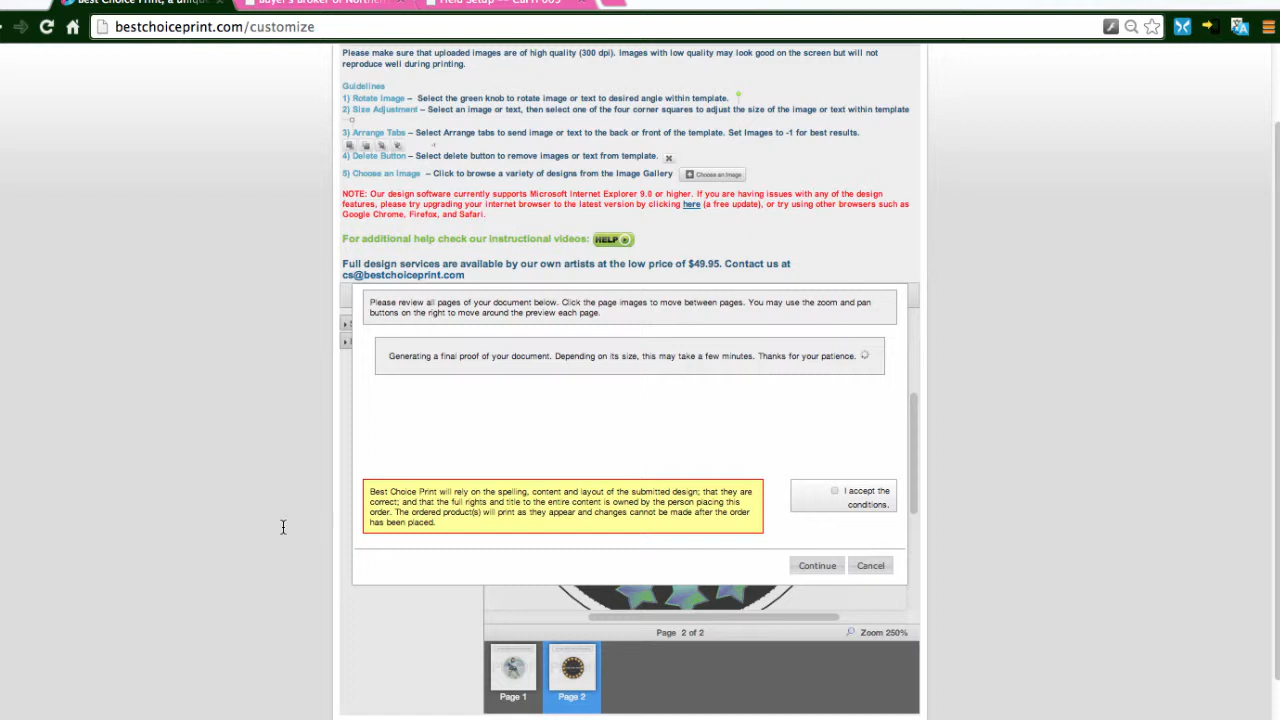 bestchoiceprint.com/customize
Please make sure that uploaded images are of high quality (300 dpi). Images with low quality may look good on the screen but will not
reproduce well during printing.
Guidelines
1) Rotate image – Select the green knob to rotate image or text to desired angle within template.
2) Size Adjustment – Select an image or text, then select one of the four corner squares to adjust the size of the image or text within template
3) Arrange Tabs – Select Arrange tabs to send image or text to the back or front of the template. Set Images to -1 for best results.
4) Delete Button – Select delete button to remove images or text from template.
5) Choose an Image – Click to browse a variety of designs from the Image Gallery
Choose an Image
NOTE: Our design software currently supports Microsoft Internet Explorer 9.0 or higher. If you are having issues with any of the design
features, please try upgrading your internet browser to the latest version by clicking here (a free update), or try using other browsers such as
Google Chrome, Firefox, and Safari.
For additional help check our instructional videos: HELP
Full design services are available by our own artists at the low price of $49.95. Contact us at
cs@bestchoiceprint.com
Please review all pages of your document below. Click the page images to move between pages. You may use the zoom and pan
buttons on the right to move around the preview each page.
Generating a final proof of your document. Depending on its size, this may take a few minutes. Thanks for your patience.
Best Choice Print will rely on the spelling, content and layout of the submitted design; that they are
correct; and that the full rights and title to the entire content is owned by the person placing this
order. The ordered product(s) will print as they appear and changes cannot be made after the order
has been placed.
I accept the
conditions.
Continue
Cancel
Page 2 of 2
Zoom 250%
Page 1
Page 2